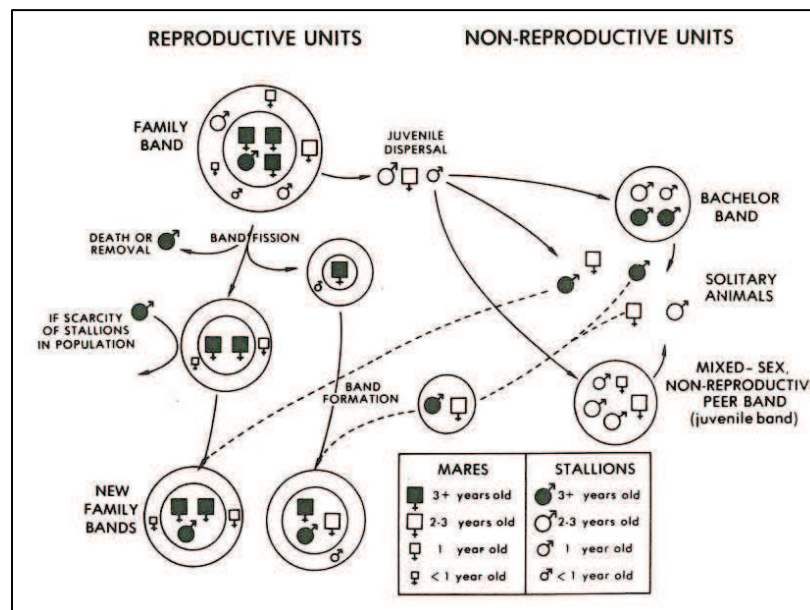 REPRODUCTIVE UNITS
NON-REPRODUCTIVE UNITS
FAMILY
BAND
JUVENILE
DISPERSAL
BACHELOR
BAND
DEATH OR
REMOVAL
BAND FISSION
SOLITARY
ANIMALS
IF SCARCITY
OF STALLIONS
IN POPULATION
MIXED-SEX,
NON-REPRODUCTIVE
PEER BAND
(juvenile band)
BAND
FORMATION
NEW
FAMILY
BANDS
MARES
3+ years old
2-3 years old
1 year old
<1 year old
STALLIONS
3+ years old
2-3 years old
1 year old
<1 year old